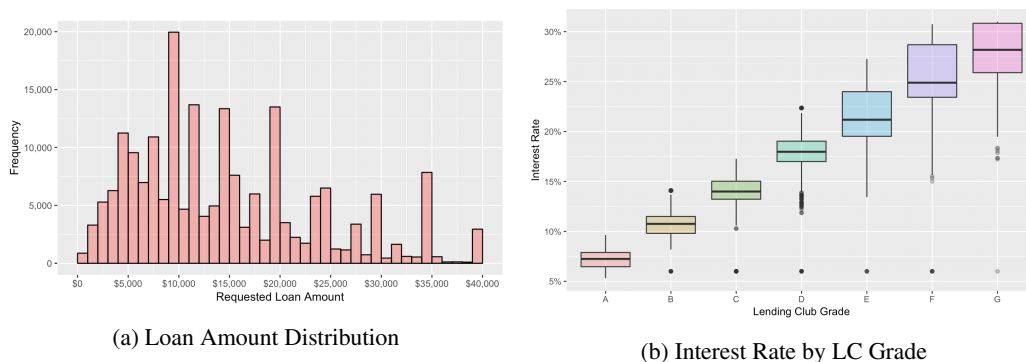 20,000
15,000
10,000
5,000
0
Frequency
$0 $5,000 $10,000 $15,000 $20,000 $25,000 $30,000 $35,000 $40,000
Requested Loan Amount
(a) Loan Amount Distribution
30%
25%
20%
15%
10%
5%
Interest Rate
A B C D E F G
Lending Club Grade
(b) Interest Rate by LC Grade